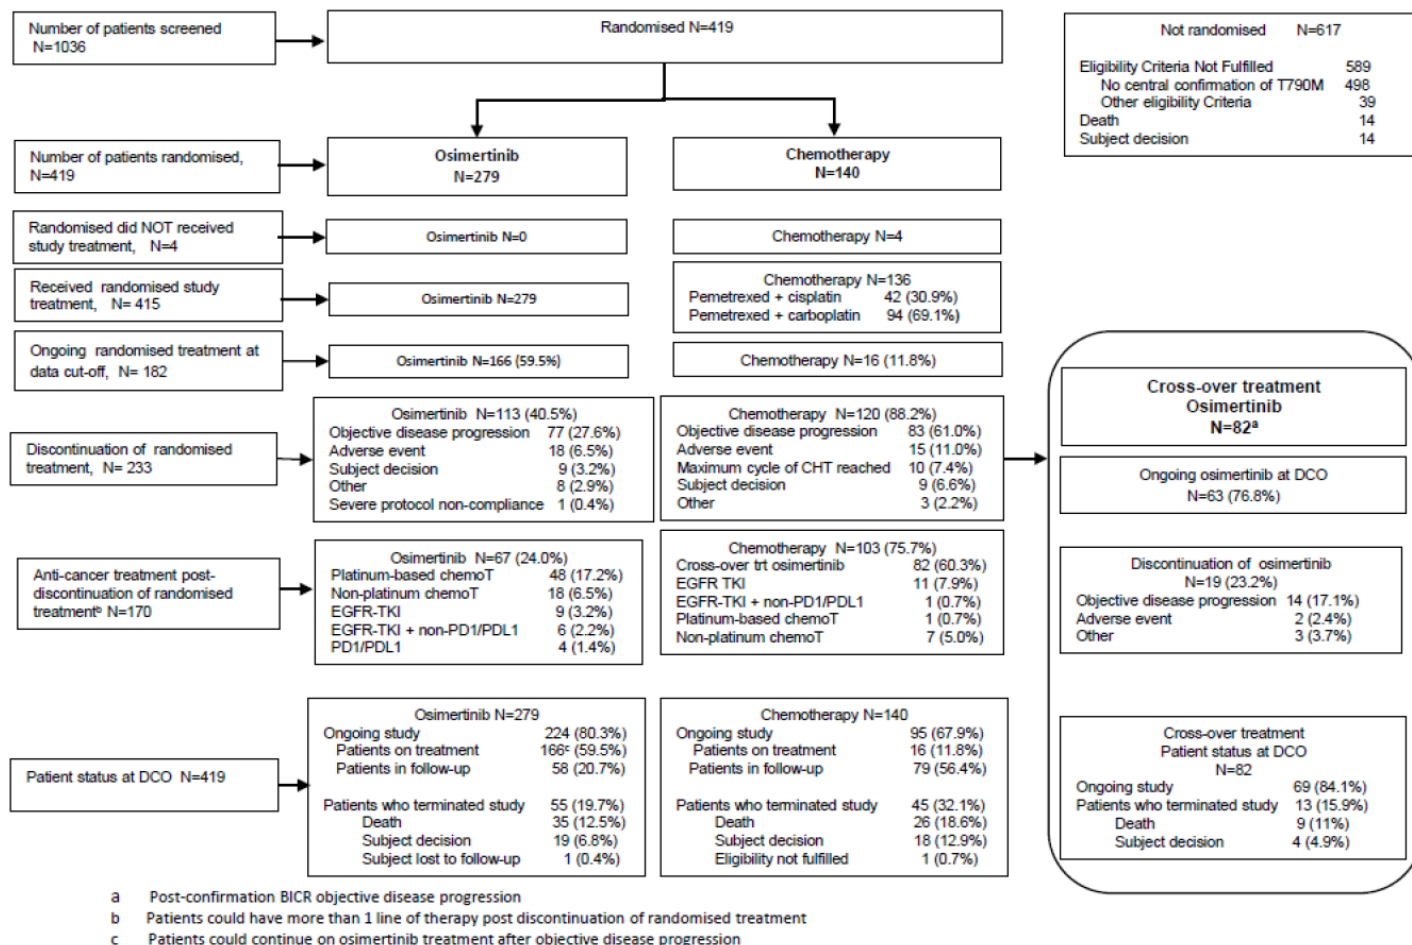 Number of patients screened
N=1036
Randomised N=419
Not randomised N=617
Eligibility Criteria Not Fulfilled 589
No central confirmation of T790M 498
Other eligibility Criteria 39
Death 14
Subject decision 14
Number of patients randomised,
N=419
Osimertinib
N=279
Chemotherapy
N=140
Randomised did NOT received
study treatment, N=4
Osimertinib N=0
Chemotherapy N=4
Received randomised study
treatment, N= 415
Osimertinib N=279
Chemotherapy N=136
Pemetrexed + cisplatin 42 (30.9%)
Pemetrexed + carboplatin 94 (69.1%)
Ongoing randomised treatment at
data cut-off, N= 182
Osimertinib N=166 (59.5%)
Chemotherapy N=16 (11.8%)
Discontinuation of randomised
treatment, N= 233
Osimertinib N=113 (40.5%)
Objective disease progression 77 (27.6%)
Adverse event 18 (6.5%)
Subject decision 9 (3.2%)
Other 8 (2.9%)
Severe protocol non-compliance 1 (0.4%)
Chemotherapy N=120 (88.2%)
Objective disease progression 83 (61.0%)
Adverse event 15 (11.0%)
Maximum cycle of CHT reached 10 (7.4%)
Subject decision 9 (6.6%)
Other 3 (2.2%)
Cross-over treatment
Osimertinib
N=82ᵃ
Ongoing osimertinib at DCO
N=63 (76.8%)
Anti-cancer treatment post-
discontinuation of randomised
treatmentᵇ N=170
Osimertinib N=67 (24.0%)
Platinum-based chemoT 48 (17.2%)
Non-platinum chemoT 18 (6.5%)
EGFR-TKI 9 (3.2%)
EGFR-TKI + non-PD1/PDL1 6 (2.2%)
PD1/PDL1 4 (1.4%)
Chemotherapy N=103 (75.7%)
Cross-over trt osimertinib 82 (60.3%)
EGFR TKI 11 (7.9%)
EGFR-TKI + non-PD1/PDL1 1 (0.7%)
Platinum-based chemoT 1 (0.7%)
Non-platinum chemoT 7 (5.0%)
Discontinuation of osimertinib
N=19 (23.2%)
Objective disease progression 14 (17.1%)
Adverse event 2 (2.4%)
Other 3 (3.7%)
Patient status at DCO N=419
Osimertinib N=279
Ongoing study 224 (80.3%)
Patients on treatment 166ᶜ (59.5%)
Patients in follow-up 58 (20.7%)
Patients who terminated study 55 (19.7%)
Death 35 (12.5%)
Subject decision 19 (6.8%)
Subject lost to follow-up 1 (0.4%)
Chemotherapy N=140
Ongoing study 95 (67.9%)
Patients on treatment 16 (11.8%)
Patients in follow-up 79 (56.4%)
Patients who terminated study 45 (32.1%)
Death 26 (18.6%)
Subject decision 18 (12.9%)
Eligibility not fulfilled 1 (0.7%)
Cross-over treatment
Patient status at DCO
N=82
Ongoing study 69 (84.1%)
Patients who terminated study 13 (15.9%)
Death 9 (11%)
Subject decision 4 (4.9%)
a Post-confirmation BICR objective disease progression
b Patients could have more than 1 line of therapy post discontinuation of randomised treatment
c Patients could continue on osimertinib treatment after objective disease progression